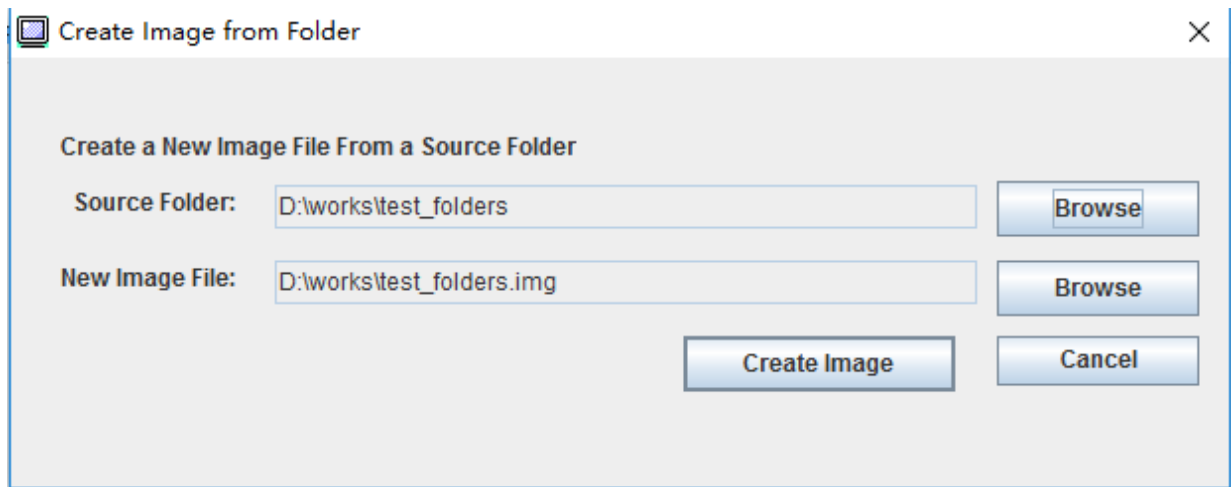 Create Image from Folder
Create a New Image File From a Source Folder
Source Folder: D:\works\test_folders Browse
New Image File: D:\works\test_folders.img Browse
Create Image Cancel